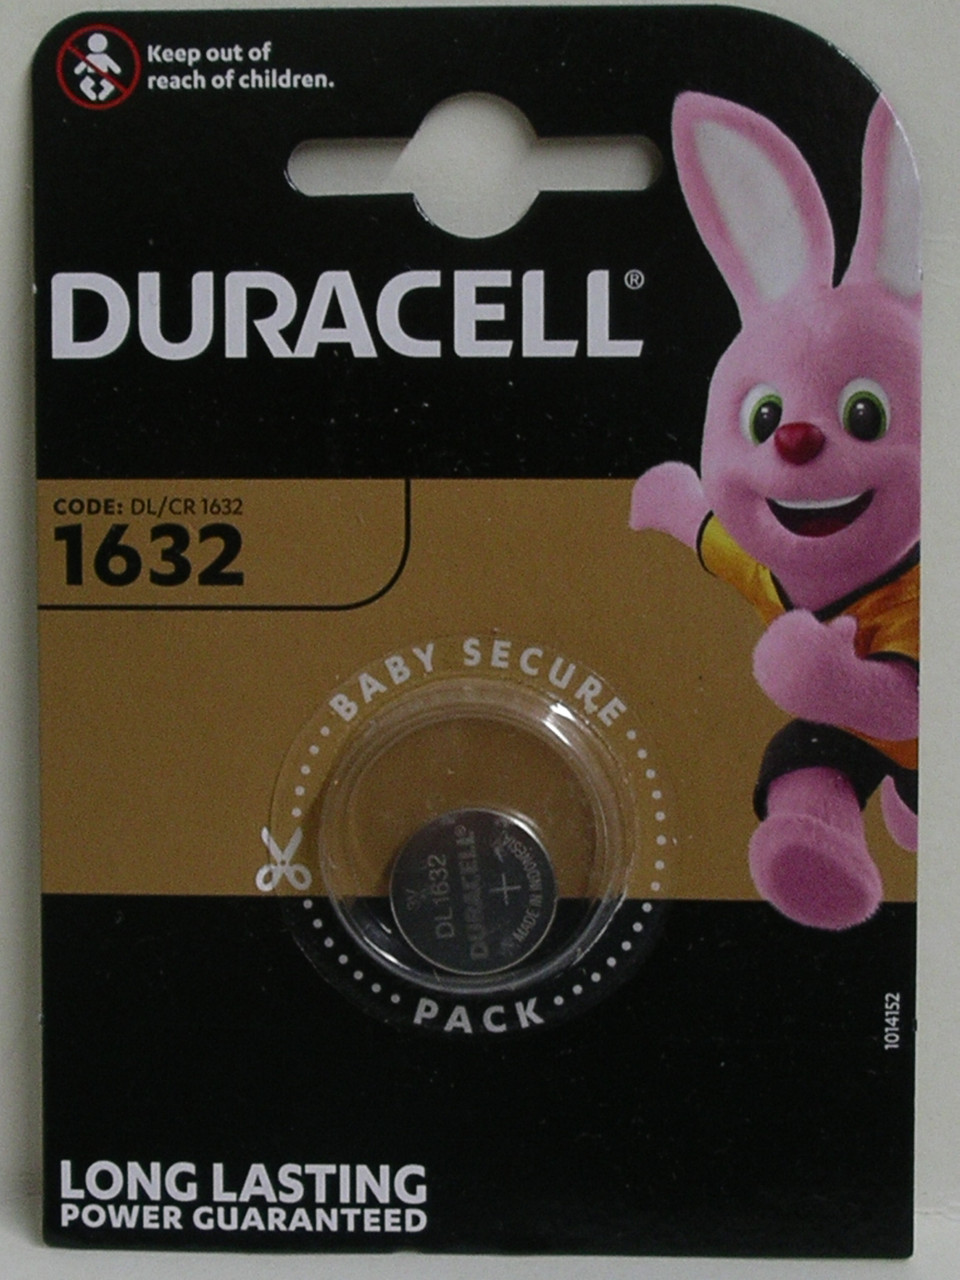 Keep out of
reach of children.
DURACELL®
CODE: DL/CR 1632
1632
BABY SECURE
3V
DL1632
DURACELL®
+
MADE IN INDONESIA
PACK
1014152
LONG LASTING
POWER GUARANTEED